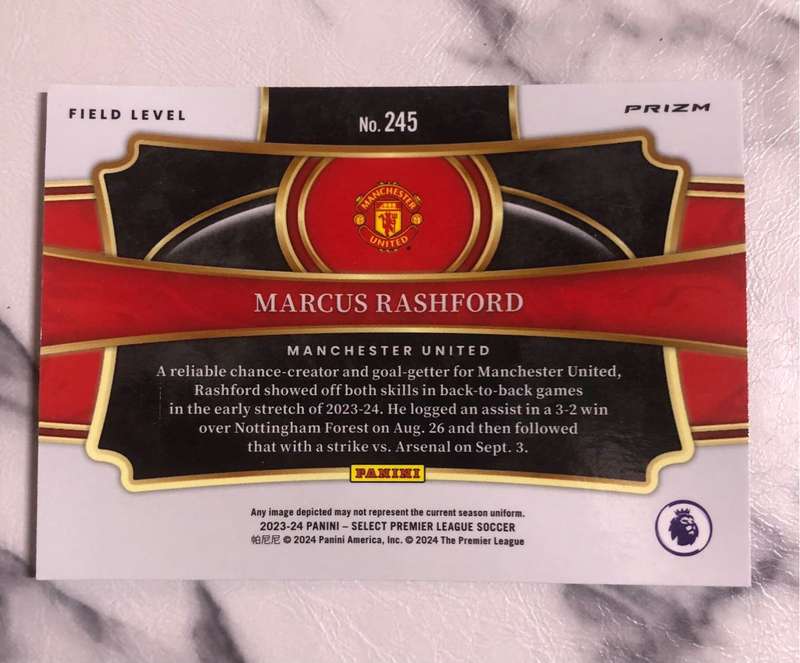 FIELD LEVEL
No. 245
PRIZM
MANCHESTER
UNITED
MARCUS RASHFORD
MANCHESTER UNITED
A reliable chance-creator and goal-getter for Manchester United,
Rashford showed off both skills in back-to-back games
in the early stretch of 2023-24. He logged an assist in a 3-2 win
over Nottingham Forest on Aug. 26 and then followed
that with a strike vs. Arsenal on Sept. 3.
PANINI
Any image depicted may not represent the current season uniform.
2023-24 PANINI – SELECT PREMIER LEAGUE SOCCER
帕尼尼 © 2024 Panini America, Inc. © 2024 The Premier League